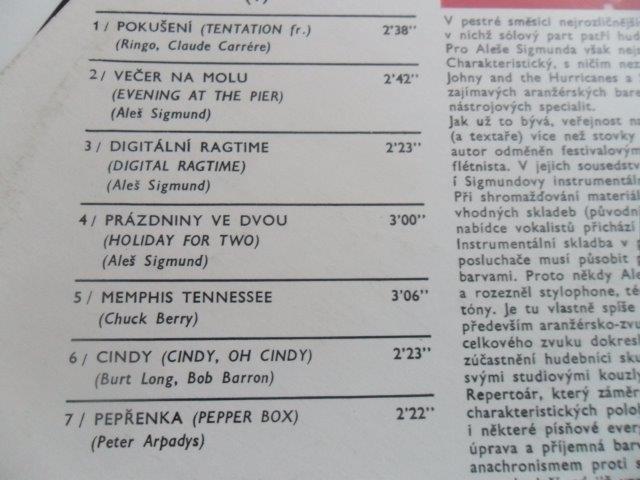 1/ POKUŠENÍ (TENTATION fr.) 2'38"
(Ringo, Claude Carrére)
2/ VEČER NA MOLU 2'42"
(EVENING AT THE PIER)
(Aleš Sigmund)
3/ DIGITÁLNÍ RAGTIME 2'23"
(DIGITAL RAGTIME)
(Aleš Sigmund)
4/ PRÁZDNINY VE DVOU 3'00"
(HOLIDAY FOR TWO)
(Aleš Sigmund)
5/ MEMPHIS TENNESSEE 3'06"
(Chuck Berry)
6/ CINDY (CINDY, OH CINDY) 2'23"
(Burt Long, Bob Barron)
7/ PEPŘENKA (PEPPER BOX) 2'22"
(Peter Arpadys)
V pestré směsici nejrozličnější
v nichž sólový part patří hud
Pro Aleše Sigmunda však nej
Charakteristický, s ničím nez
Johny and the Hurricanes a
zajímavých aranžérských bare
nástrojových specialit.
Jak už to bývá, veřejnost na
(a textaře) více než stovky
autor odměněn festivalovým
flétnista. V jejich sousedstv
í Sigmundovy instrumentál
Při shromažďování materiál
vhodných skladeb (původní
nabídce vokalistů přichází
Instrumentální skladba v p
posluchače musí působit
barvami. Proto někdy Ale
a rozezněl stylophone, té
tóny. Je tu vlastně spíše
především aranžérsko-zvu
celkového zvuku dokresl
zúčastnění hudebníci sku
svými studiovými kouzly
Repertoár, který záměr
charakteristických poloh
i některé písňové ever
úprava a příjemná barv
anachronismem proti s